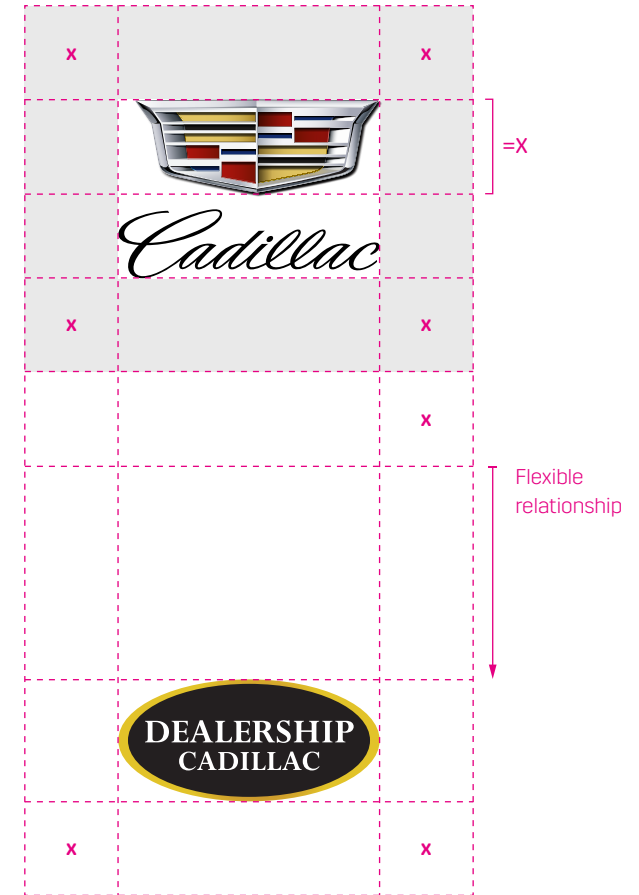 x x
=X
Cadillac
x x
x
Flexible
relationship
DEALERSHIP
CADILLAC
x x